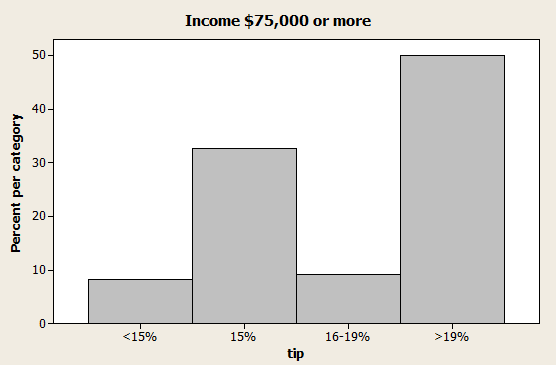 Income $75,000 or more
Percent per category
50
40
30
20
10
0
<15% 15% 16-19% >19%
tip